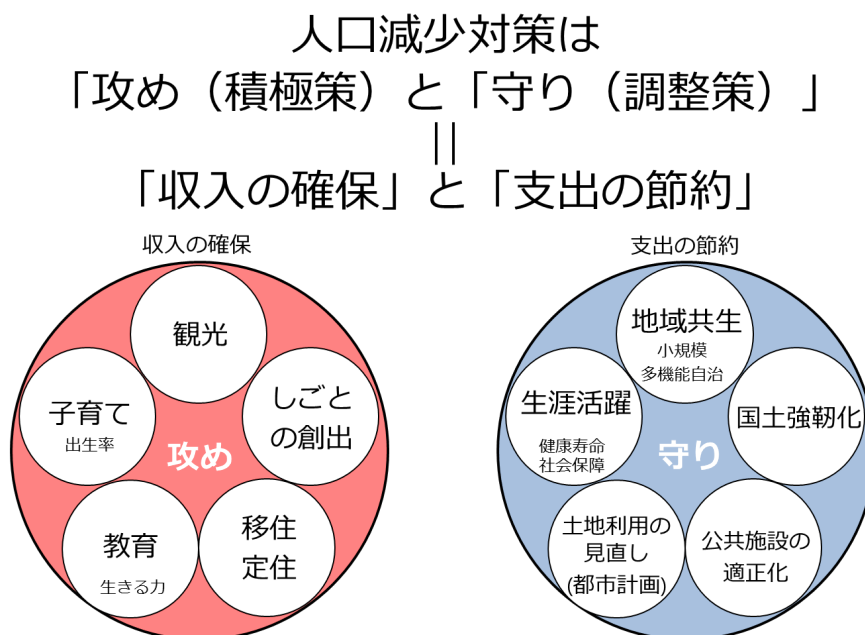 人口減少対策は
「攻め（積極策）と「守り（調整策）」
||
「収入の確保」と「支出の節約」
収入の確保
観光
子育て
出生率
しごと
の創出
攻め
教育
生きる力
移住
定住
支出の節約
地域共生
小規模
多機能自治
生涯活躍
健康寿命
社会保障
国土強靭化
守り
土地利用の
見直し
(都市計画)
公共施設の
適正化